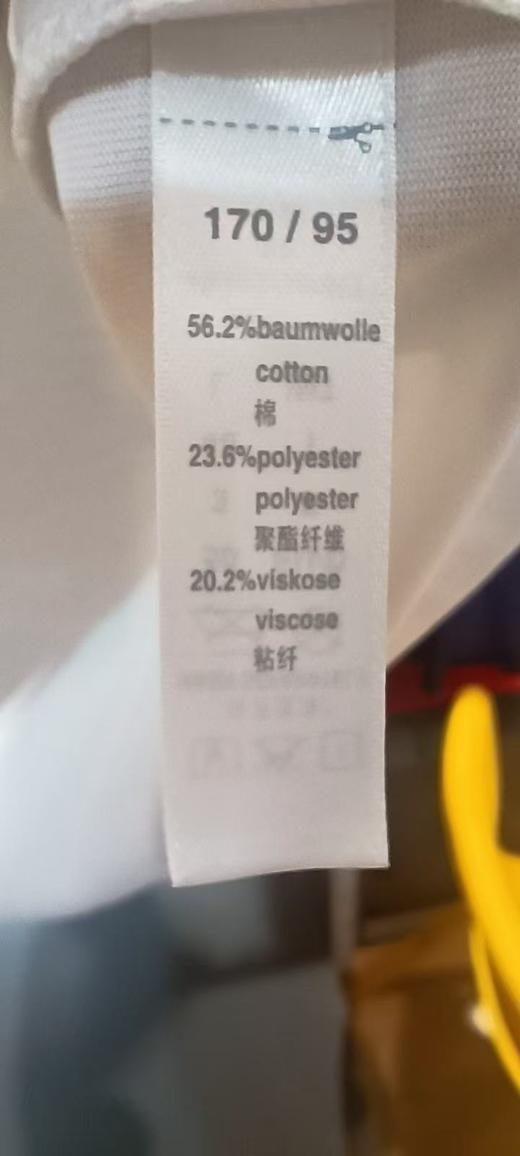 170 / 95
56.2%baumwolle
cotton
棉
23.6%polyester
polyester
聚酯纤维
20.2%viskose
viscose
粘纤